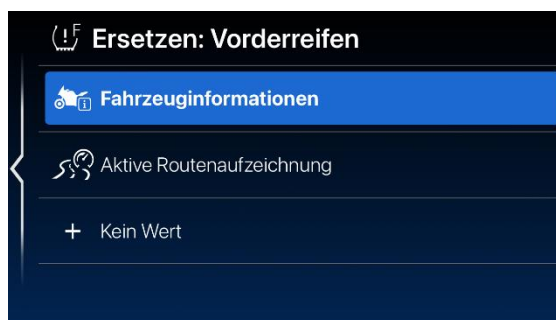 F
Ersetzen: Vorderreifen
Fahrzeuginformationen
Aktive Routenaufzeichnung
+ Kein Wert